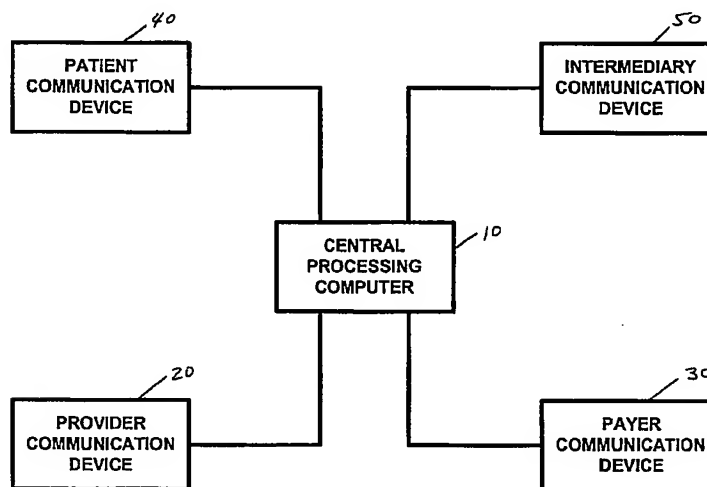 40
PATIENT
COMMUNICATION
DEVICE
50
INTERMEDIARY
COMMUNICATION
DEVICE
10
CENTRAL
PROCESSING
COMPUTER
20
PROVIDER
COMMUNICATION
DEVICE
30
PAYER
COMMUNICATION
DEVICE